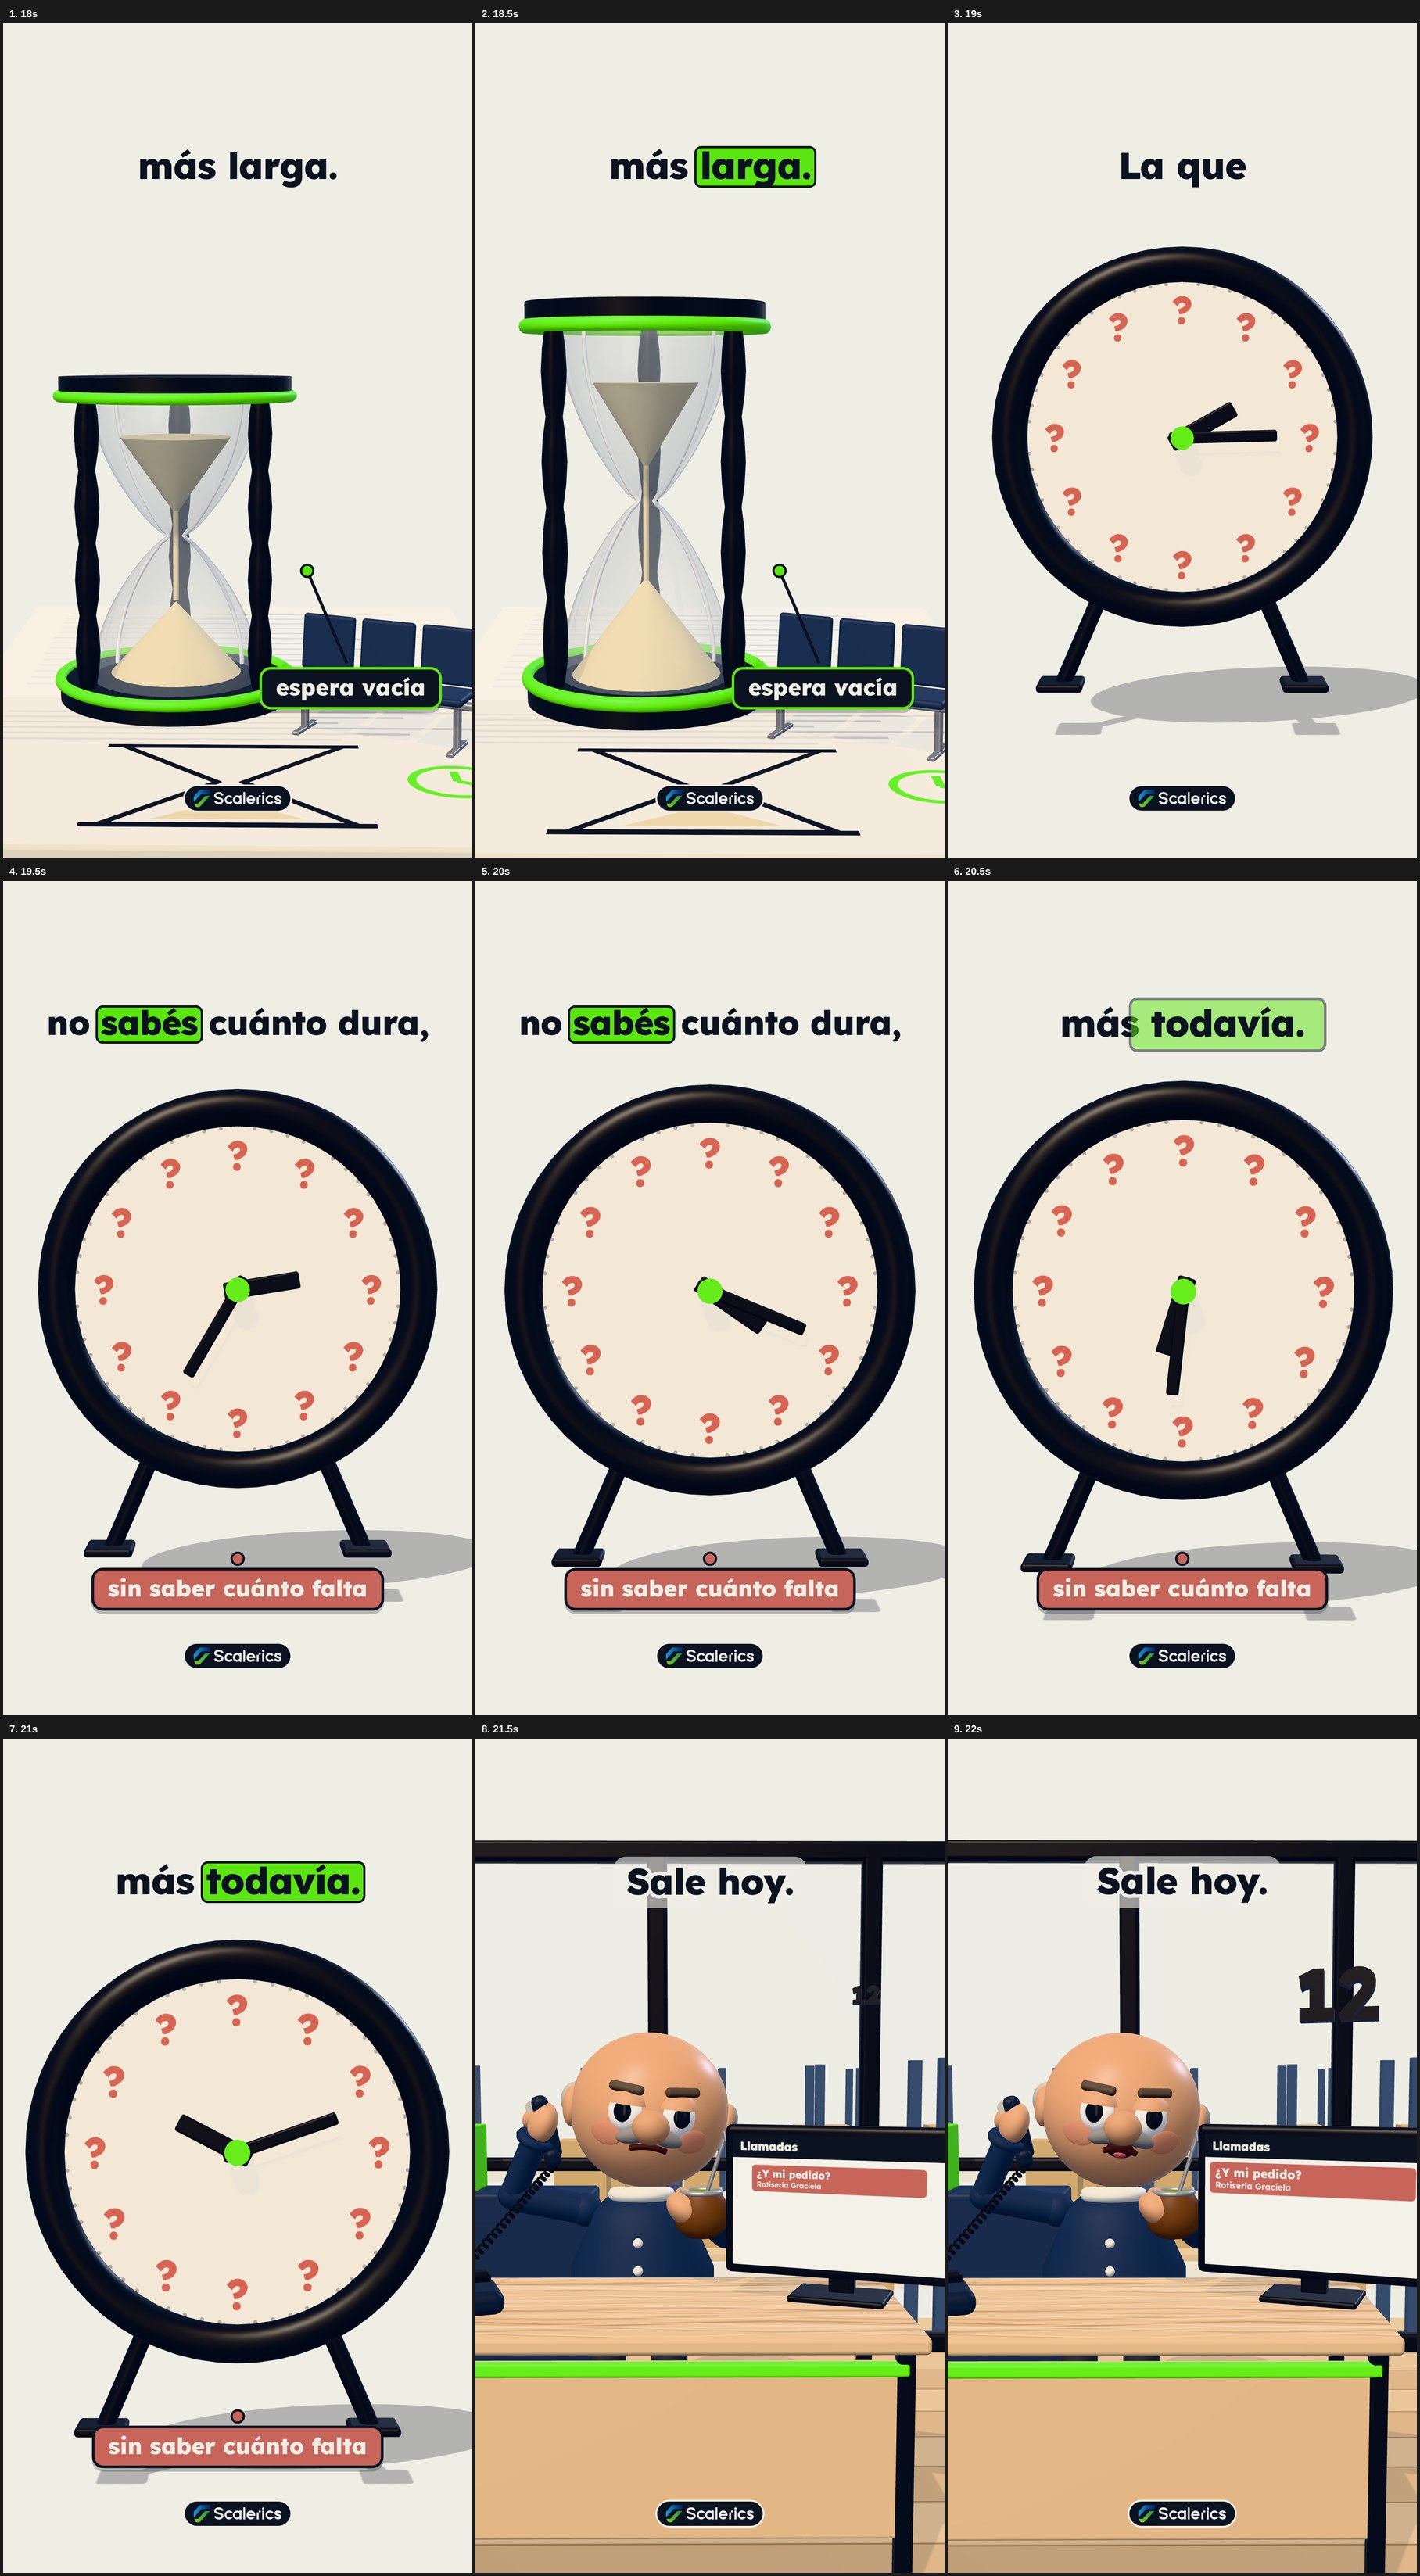 1. 18s
más larga.
espera vacía
Scalerics
2. 18.5s
más larga.
espera vacía
Scalerics
3. 19s
La que
? ? ? ? ? ? ? ? ? ? ? ?
Scalerics
4. 19.5s
no sabés cuánto dura,
? ? ? ? ? ? ? ? ? ? ? ?
sin saber cuánto falta
Scalerics
5. 20s
no sabés cuánto dura,
? ? ? ? ? ? ? ? ? ? ? ?
sin saber cuánto falta
Scalerics
6. 20.5s
más todavía.
? ? ? ? ? ? ? ? ? ? ? ?
sin saber cuánto falta
Scalerics
7. 21s
más todavía.
? ? ? ? ? ? ? ? ? ? ? ?
sin saber cuánto falta
Scalerics
8. 21.5s
Sale hoy.
12
Llamadas
¿Y mi pedido?
Rotisería Graciela
Scalerics
9. 22s
Sale hoy.
12
Llamadas
¿Y mi pedido?
Rotisería Graciela
Scalerics